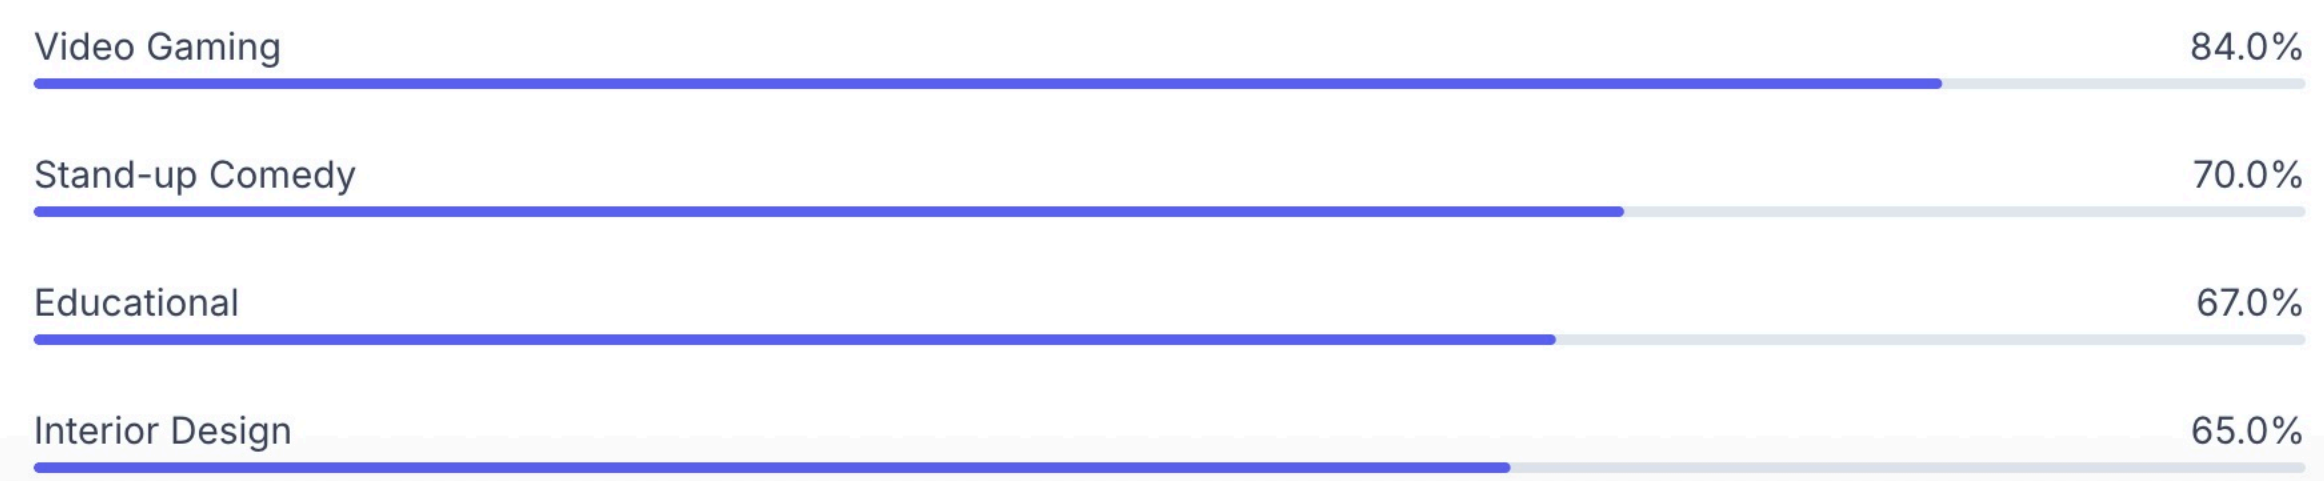 Video Gaming 84.0%
Stand-up Comedy 70.0%
Educational 67.0%
Interior Design 65.0%